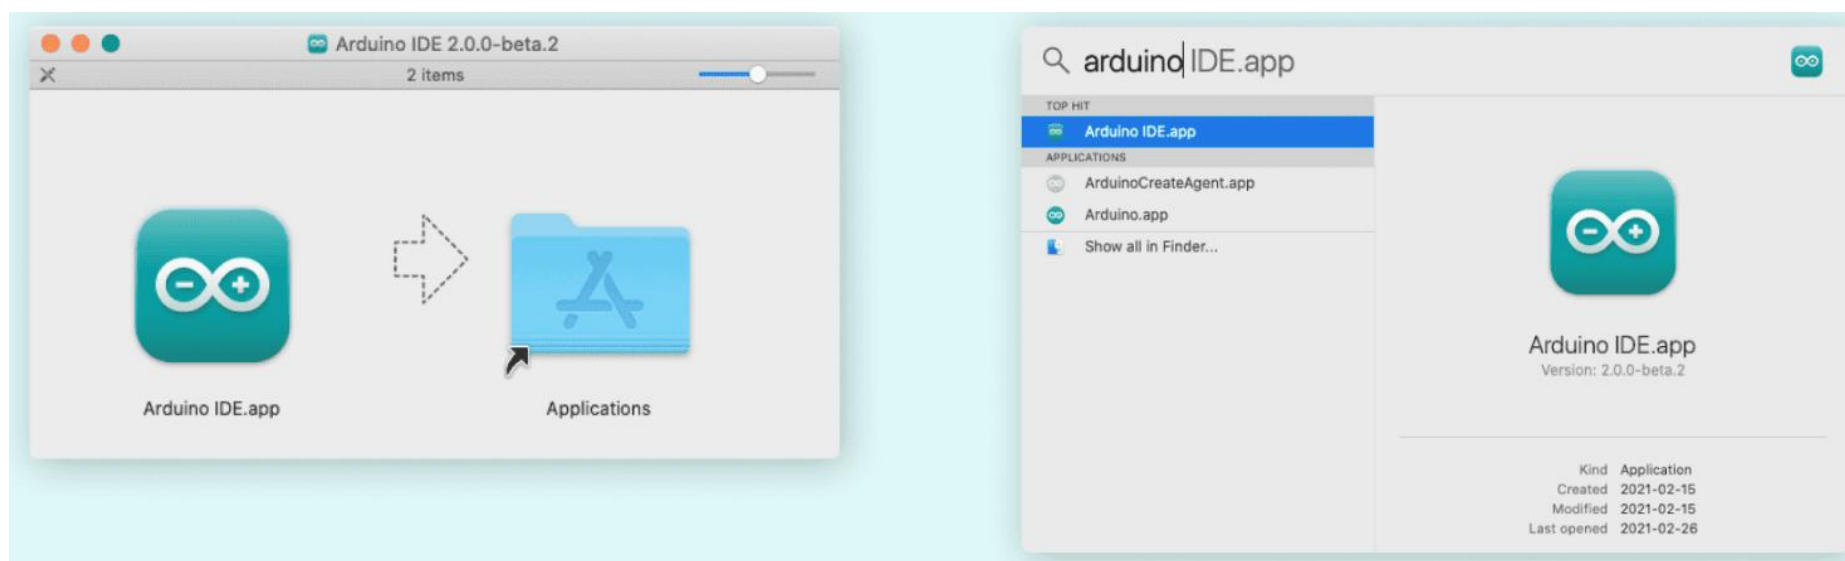 Arduino IDE 2.0.0-beta.2
2 items
Arduino IDE.app
Applications
arduino IDE.app
TOP HIT
Arduino IDE.app
APPLICATIONS
ArduinoCreateAgent.app
Arduino.app
Show all in Finder...
Arduino IDE.app
Version: 2.0.0-beta.2
Kind Application
Created 2021-02-15
Modified 2021-02-15
Last opened 2021-02-26